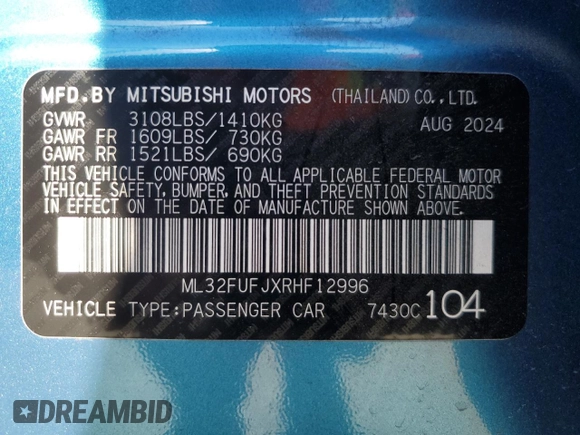 MFD.BY MITSUBISHI MOTORS (THAILAND)CO.,LTD.
GVWR 3108LBS/1410KG AUG 2024
GAWR FR 1609LBS/ 730KG
GAWR RR 1521LBS/ 690KG
THIS VEHICLE CONFORMS TO ALL APPLICABLE FEDERAL MOTOR
VEHICLE SAFETY, BUMPER, AND THEFT PREVENTION STANDARDS
IN EFFECT ON THE DATE OF MANUFACTURE SHOWN ABOVE.
ML32FUFJXRHF12996
VEHICLE TYPE:PASSENGER CAR 7430C 104
DREAMBID